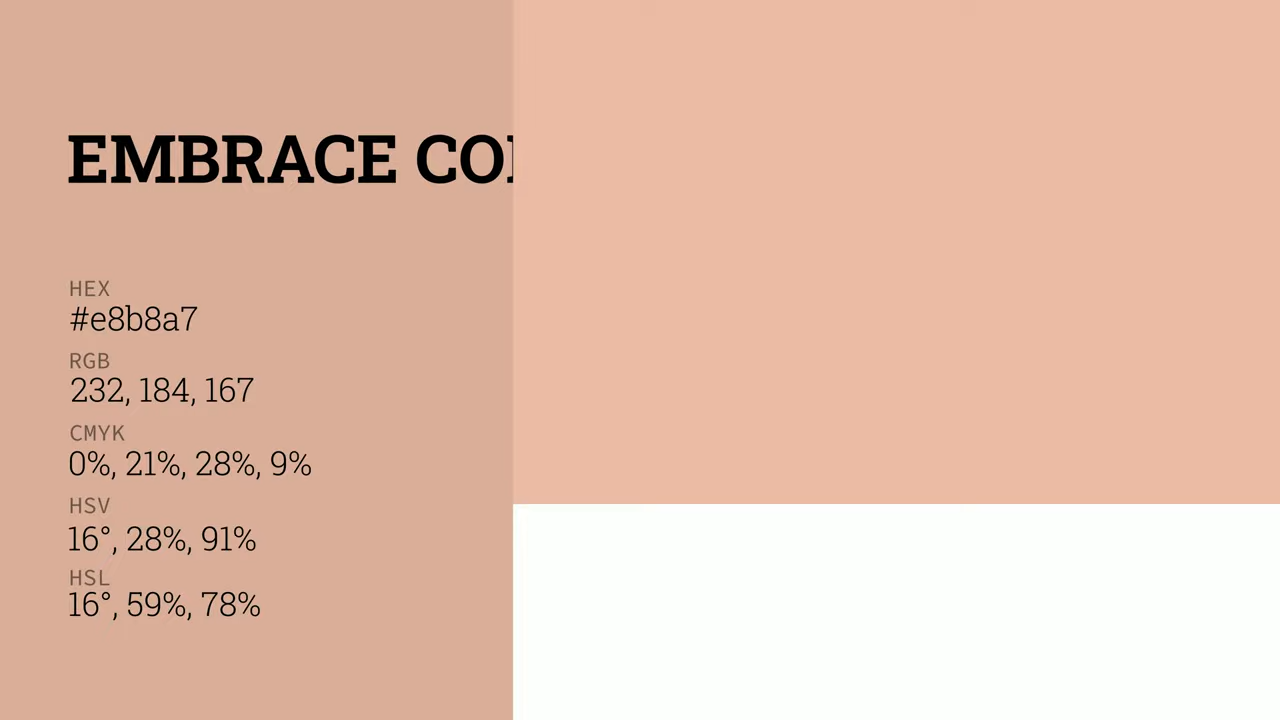 EMBRACE CO
HEX
#e8b8a7
RGB
232, 184, 167
CMYK
0%, 21%, 28%, 9%
HSV
16°, 28%, 91%
HSL
16°, 59%, 78%